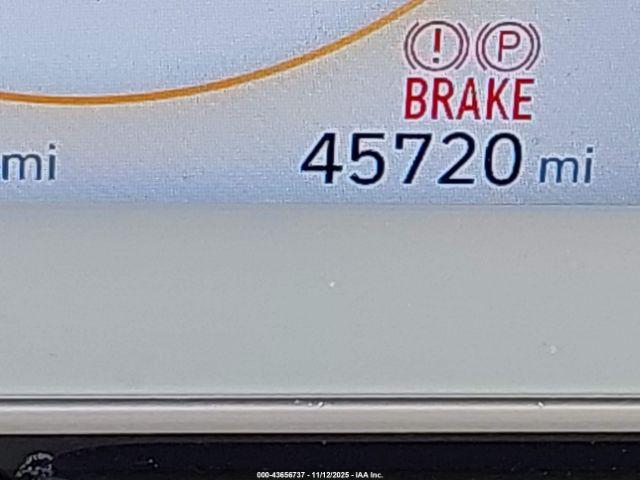 ! P
BRAKE
mi 45720 mi
000-43656737 - 11/12/2025 - IAA Inc.